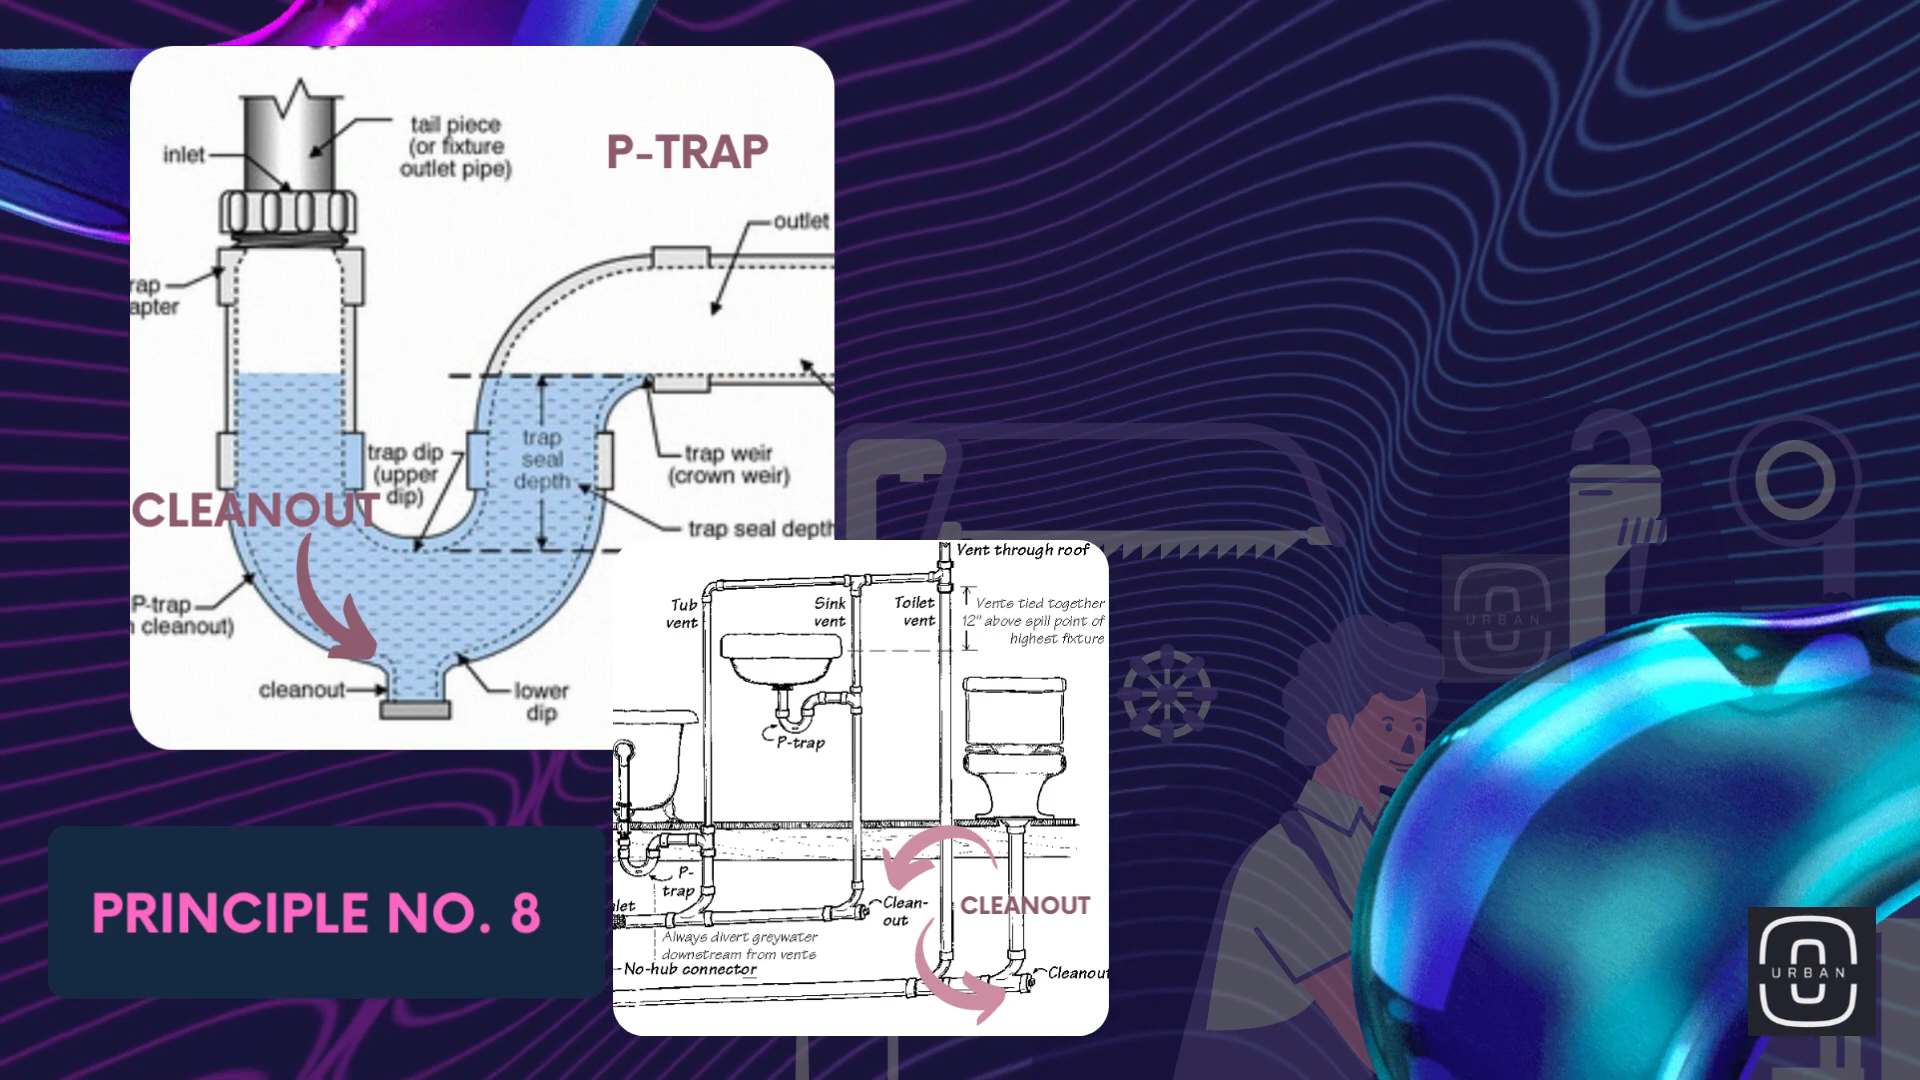 tail piece
(or fixture
outlet pipe)
inlet
P-TRAP
outlet
rap
apter
trap dip
(upper
dip)
trap
seal
depth
trap weir
(crown weir)
CLEANOUT
trap seal depth
P-trap
cleanout)
cleanout
lower
dip
Vent through roof
Tub
vent
Sink
vent
Toilet
vent
Vents tied together
12" above spill point of
highest fixture
P-trap
P-
trap
Clean-
out
CLEANOUT
let
Always divert greywater
downstream from vents
No-hub connector
Cleanout
PRINCIPLE NO. 8
URBAN
URBAN